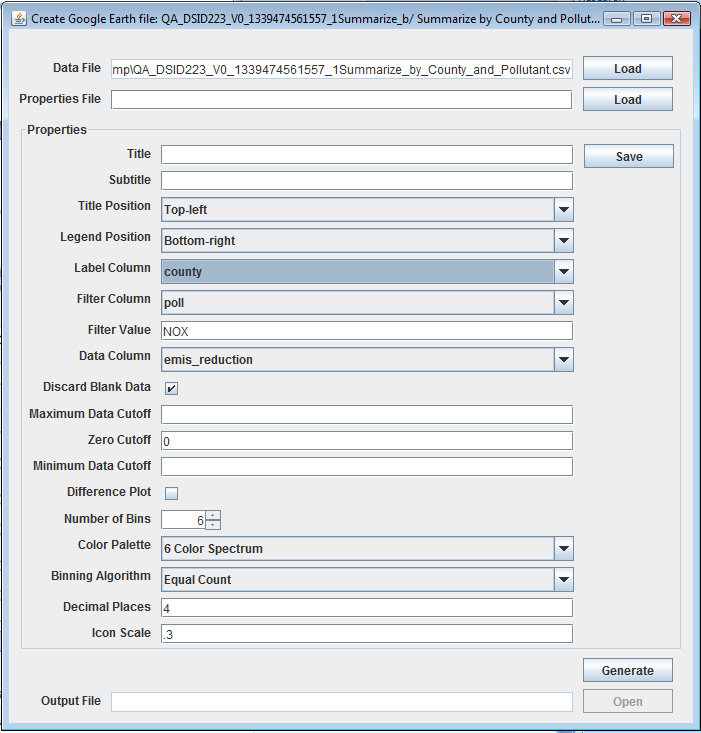 Create Google Earth file: QA_DSID223_V0_1339474561557_1Summarize_b/ Summarize by County and Pollut...
Data File mp\QA_DSID223_V0_1339474561557_1Summarize_by_County_and_Pollutant.csv Load
Properties File Load
Properties
Title Save
Subtitle
Title Position Top-left
Legend Position Bottom-right
Label Column county
Filter Column poll
Filter Value NOX
Data Column emis_reduction
Discard Blank Data
Maximum Data Cutoff
Zero Cutoff 0
Minimum Data Cutoff
Difference Plot
Number of Bins 6
Color Palette 6 Color Spectrum
Binning Algorithm Equal Count
Decimal Places 4
Icon Scale .3
Generate
Output File Open